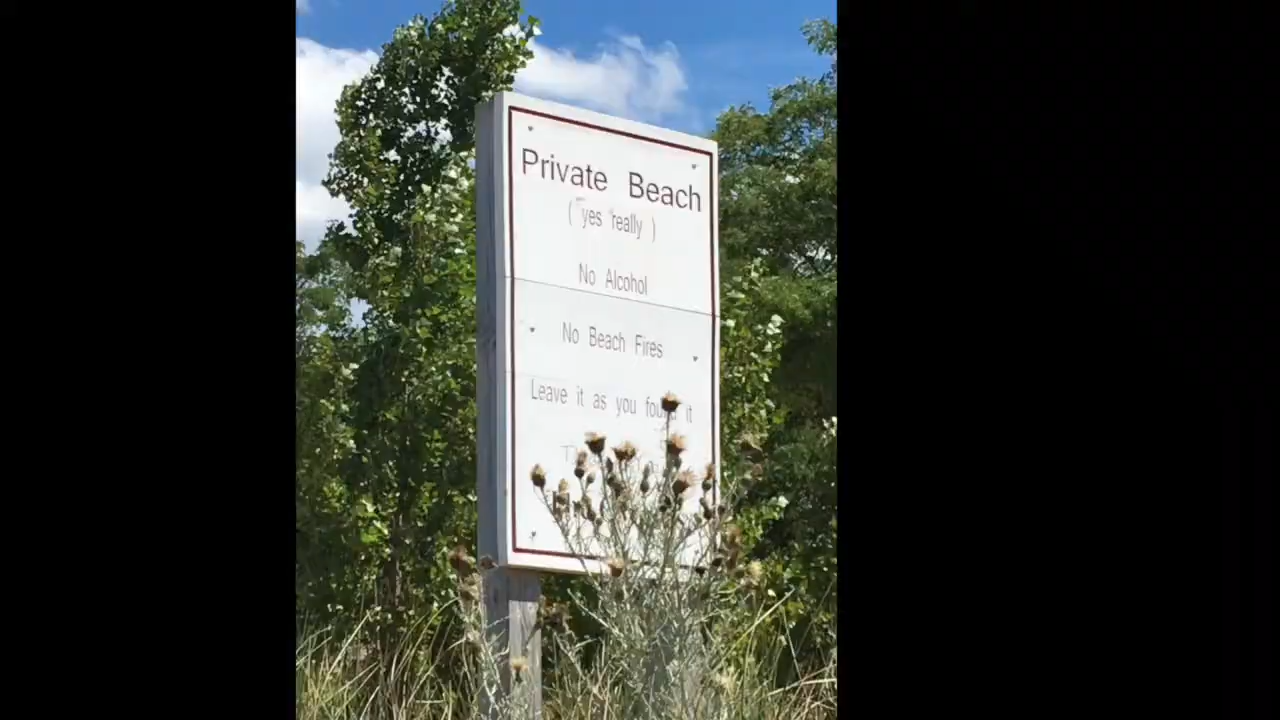 Private Beach
( yes really )
No Alcohol
No Beach Fires
Leave it as you found it